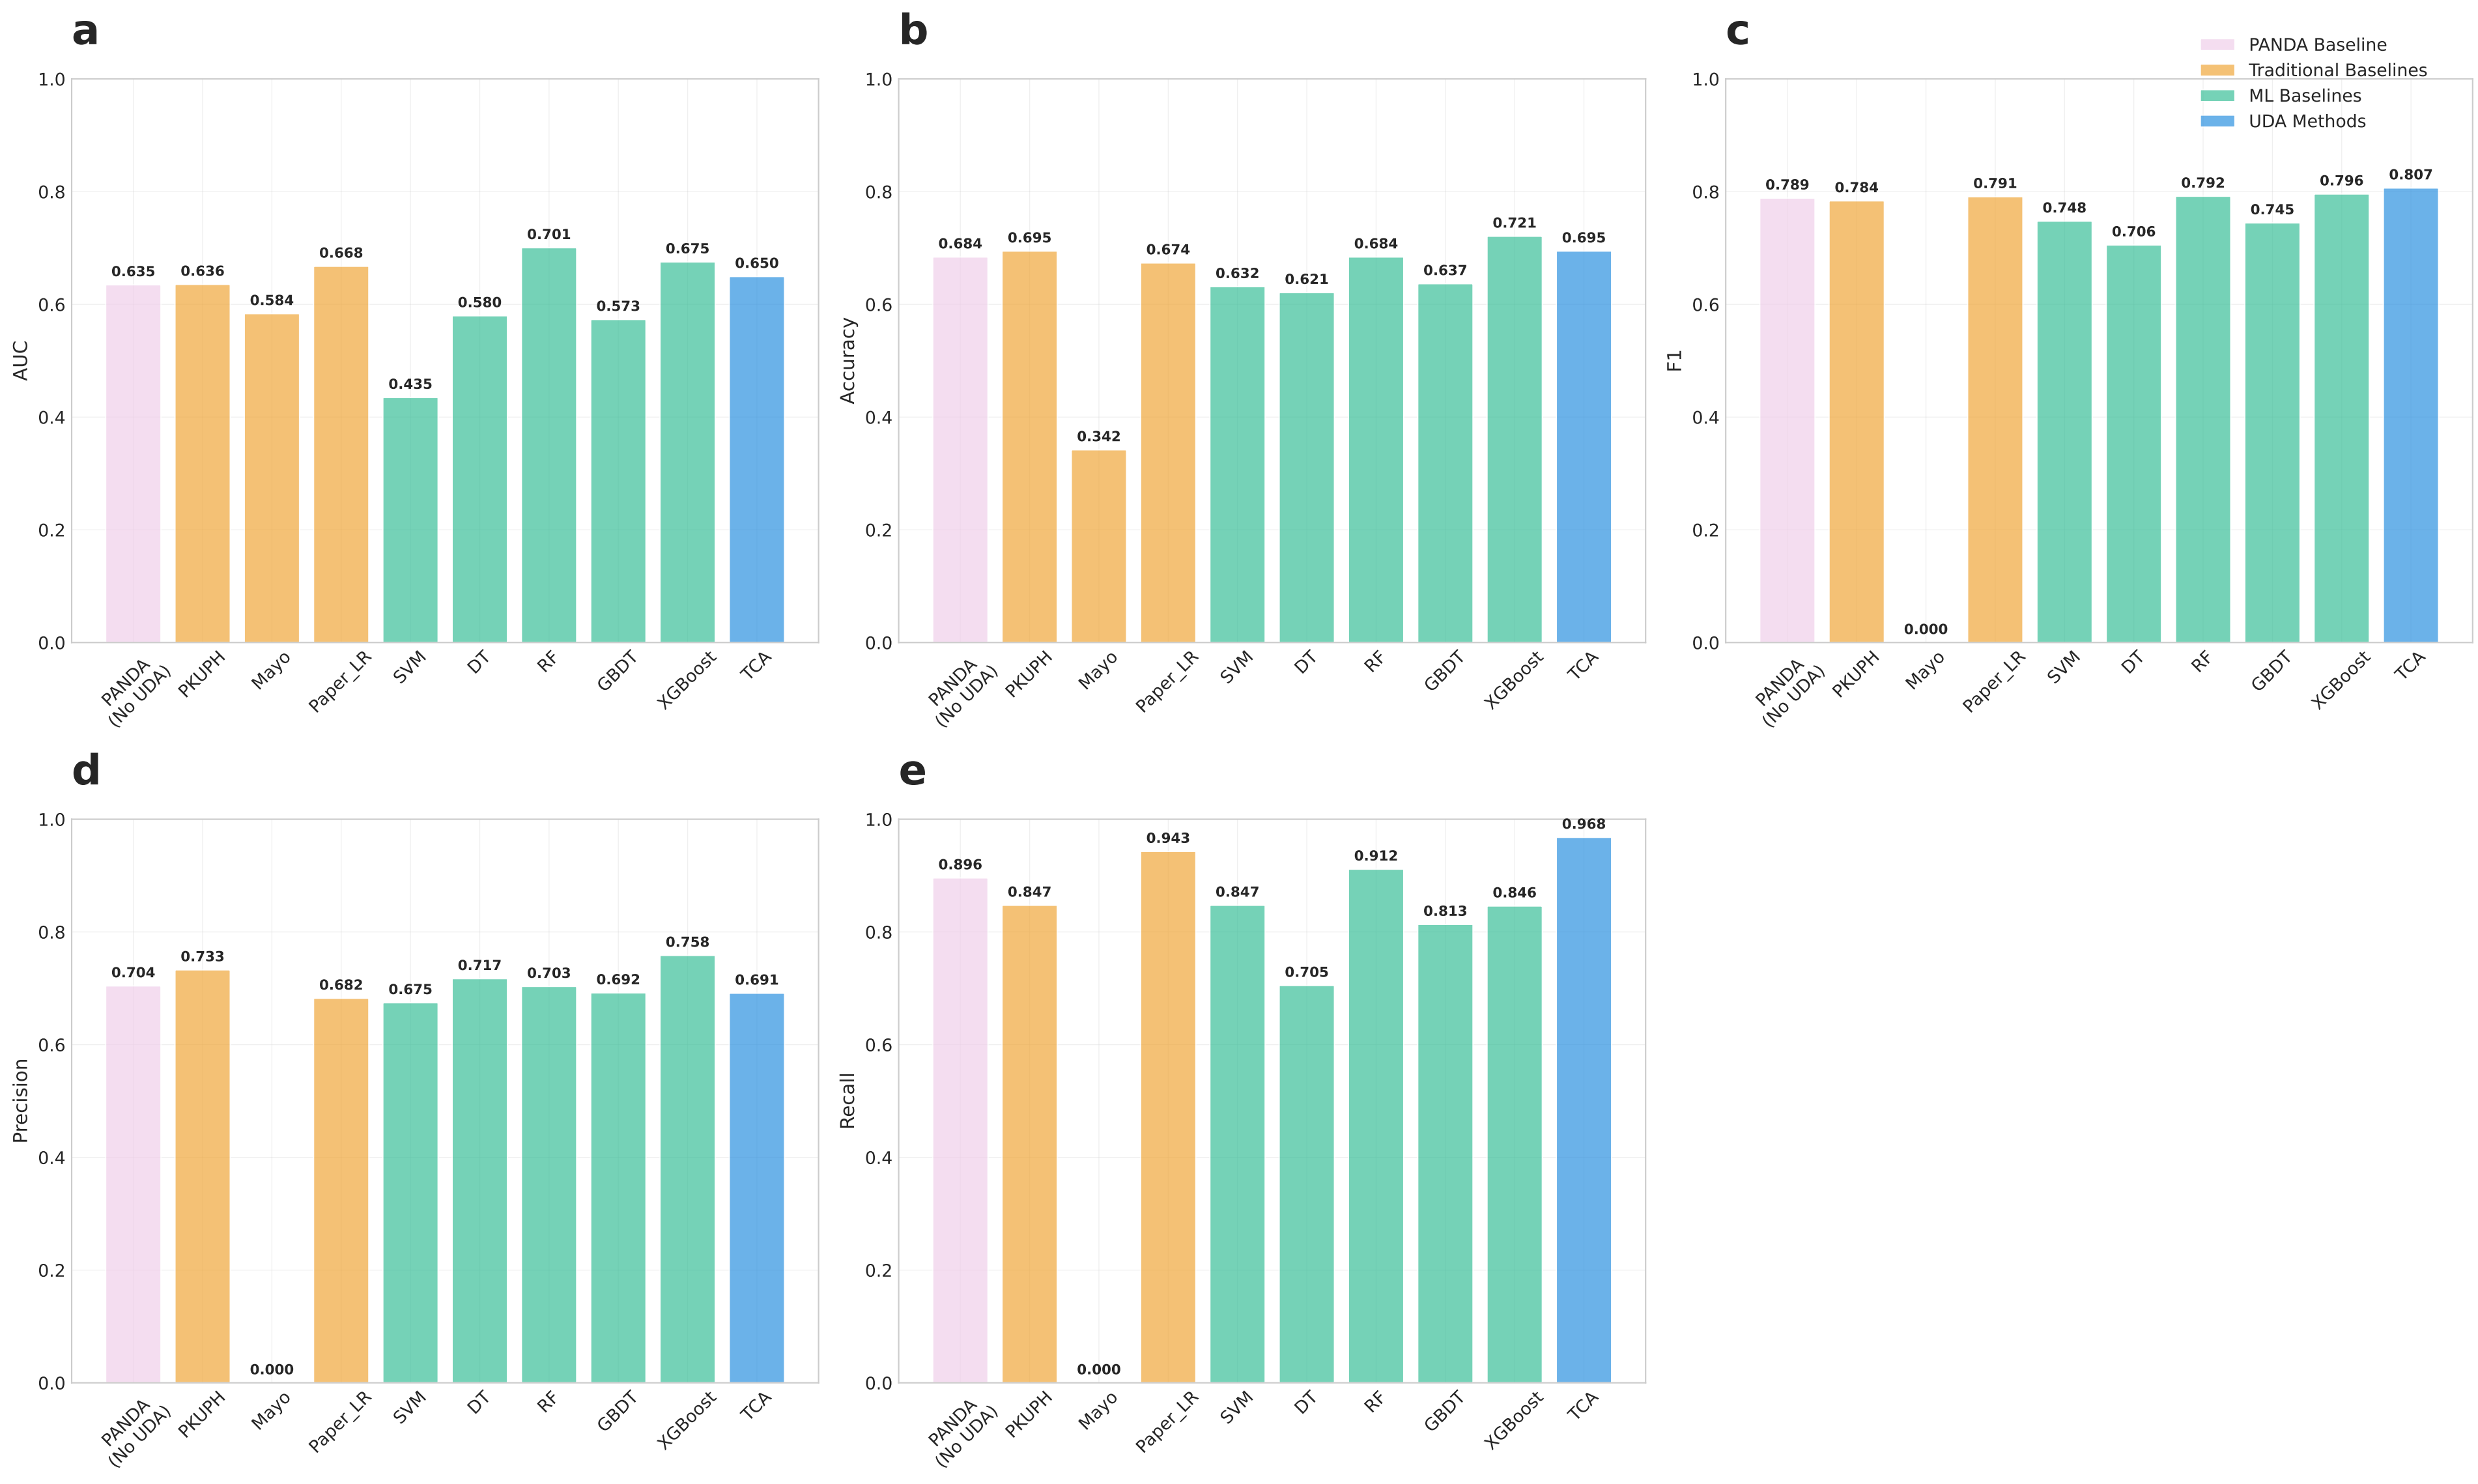 a
1.0
0.8
0.6
0.4
0.2
0.0
AUC
0.635
0.636
0.584
0.668
0.435
0.580
0.701
0.573
0.675
0.650
PANDA
(No UDA)
PKUPH
Mayo
Paper_LR
SVM
DT
RF
GBDT
XGBoost
TCA
b
1.0
0.8
0.6
0.4
0.2
0.0
Accuracy
0.684
0.695
0.342
0.674
0.632
0.621
0.684
0.637
0.721
0.695
PANDA
(No UDA)
PKUPH
Mayo
Paper_LR
SVM
DT
RF
GBDT
XGBoost
TCA
c
PANDA Baseline
Traditional Baselines
ML Baselines
UDA Methods
1.0
0.8
0.6
0.4
0.2
0.0
F1
0.789
0.784
0.000
0.791
0.748
0.706
0.792
0.745
0.796
0.807
PANDA
(No UDA)
PKUPH
Mayo
Paper_LR
SVM
DT
RF
GBDT
XGBoost
TCA
d
1.0
0.8
0.6
0.4
0.2
0.0
Precision
0.704
0.733
0.000
0.682
0.675
0.717
0.703
0.692
0.758
0.691
PANDA
(No UDA)
PKUPH
Mayo
Paper_LR
SVM
DT
RF
GBDT
XGBoost
TCA
e
1.0
0.8
0.6
0.4
0.2
0.0
Recall
0.896
0.847
0.000
0.943
0.847
0.705
0.912
0.813
0.846
0.968
PANDA
(No UDA)
PKUPH
Mayo
Paper_LR
SVM
DT
RF
GBDT
XGBoost
TCA